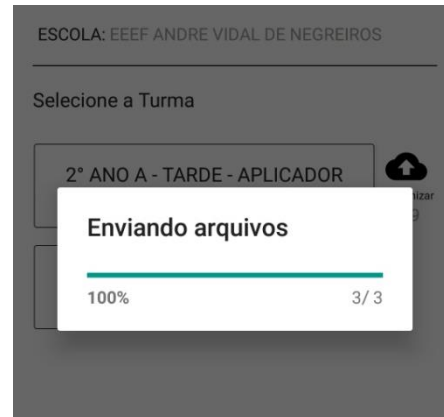 ESCOLA: EEEF ANDRE VIDAL DE NEGREIROS
Selecione a Turma
2° ANO A - TARDE - APLICADOR
Enviando arquivos
100%
3/ 3